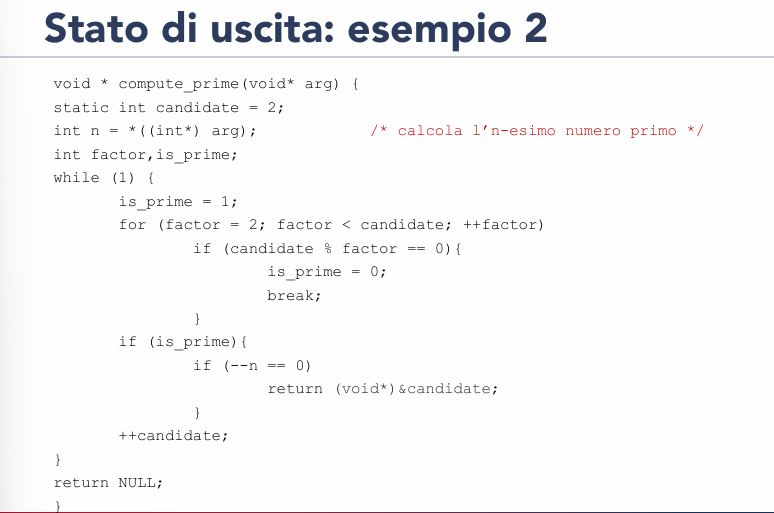 Stato di uscita: esempio 2
void * compute_prime(void* arg) {
static int candidate = 2;
int n = *((int*) arg); /* calcola l’n-esimo numero primo */
int factor,is_prime;
while (1) {
is_prime = 1;
for (factor = 2; factor < candidate; ++factor)
if (candidate % factor == 0){
is_prime = 0;
break;
}
if (is_prime){
if (--n == 0)
return (void*)&candidate;
}
++candidate;
}
return NULL;
}